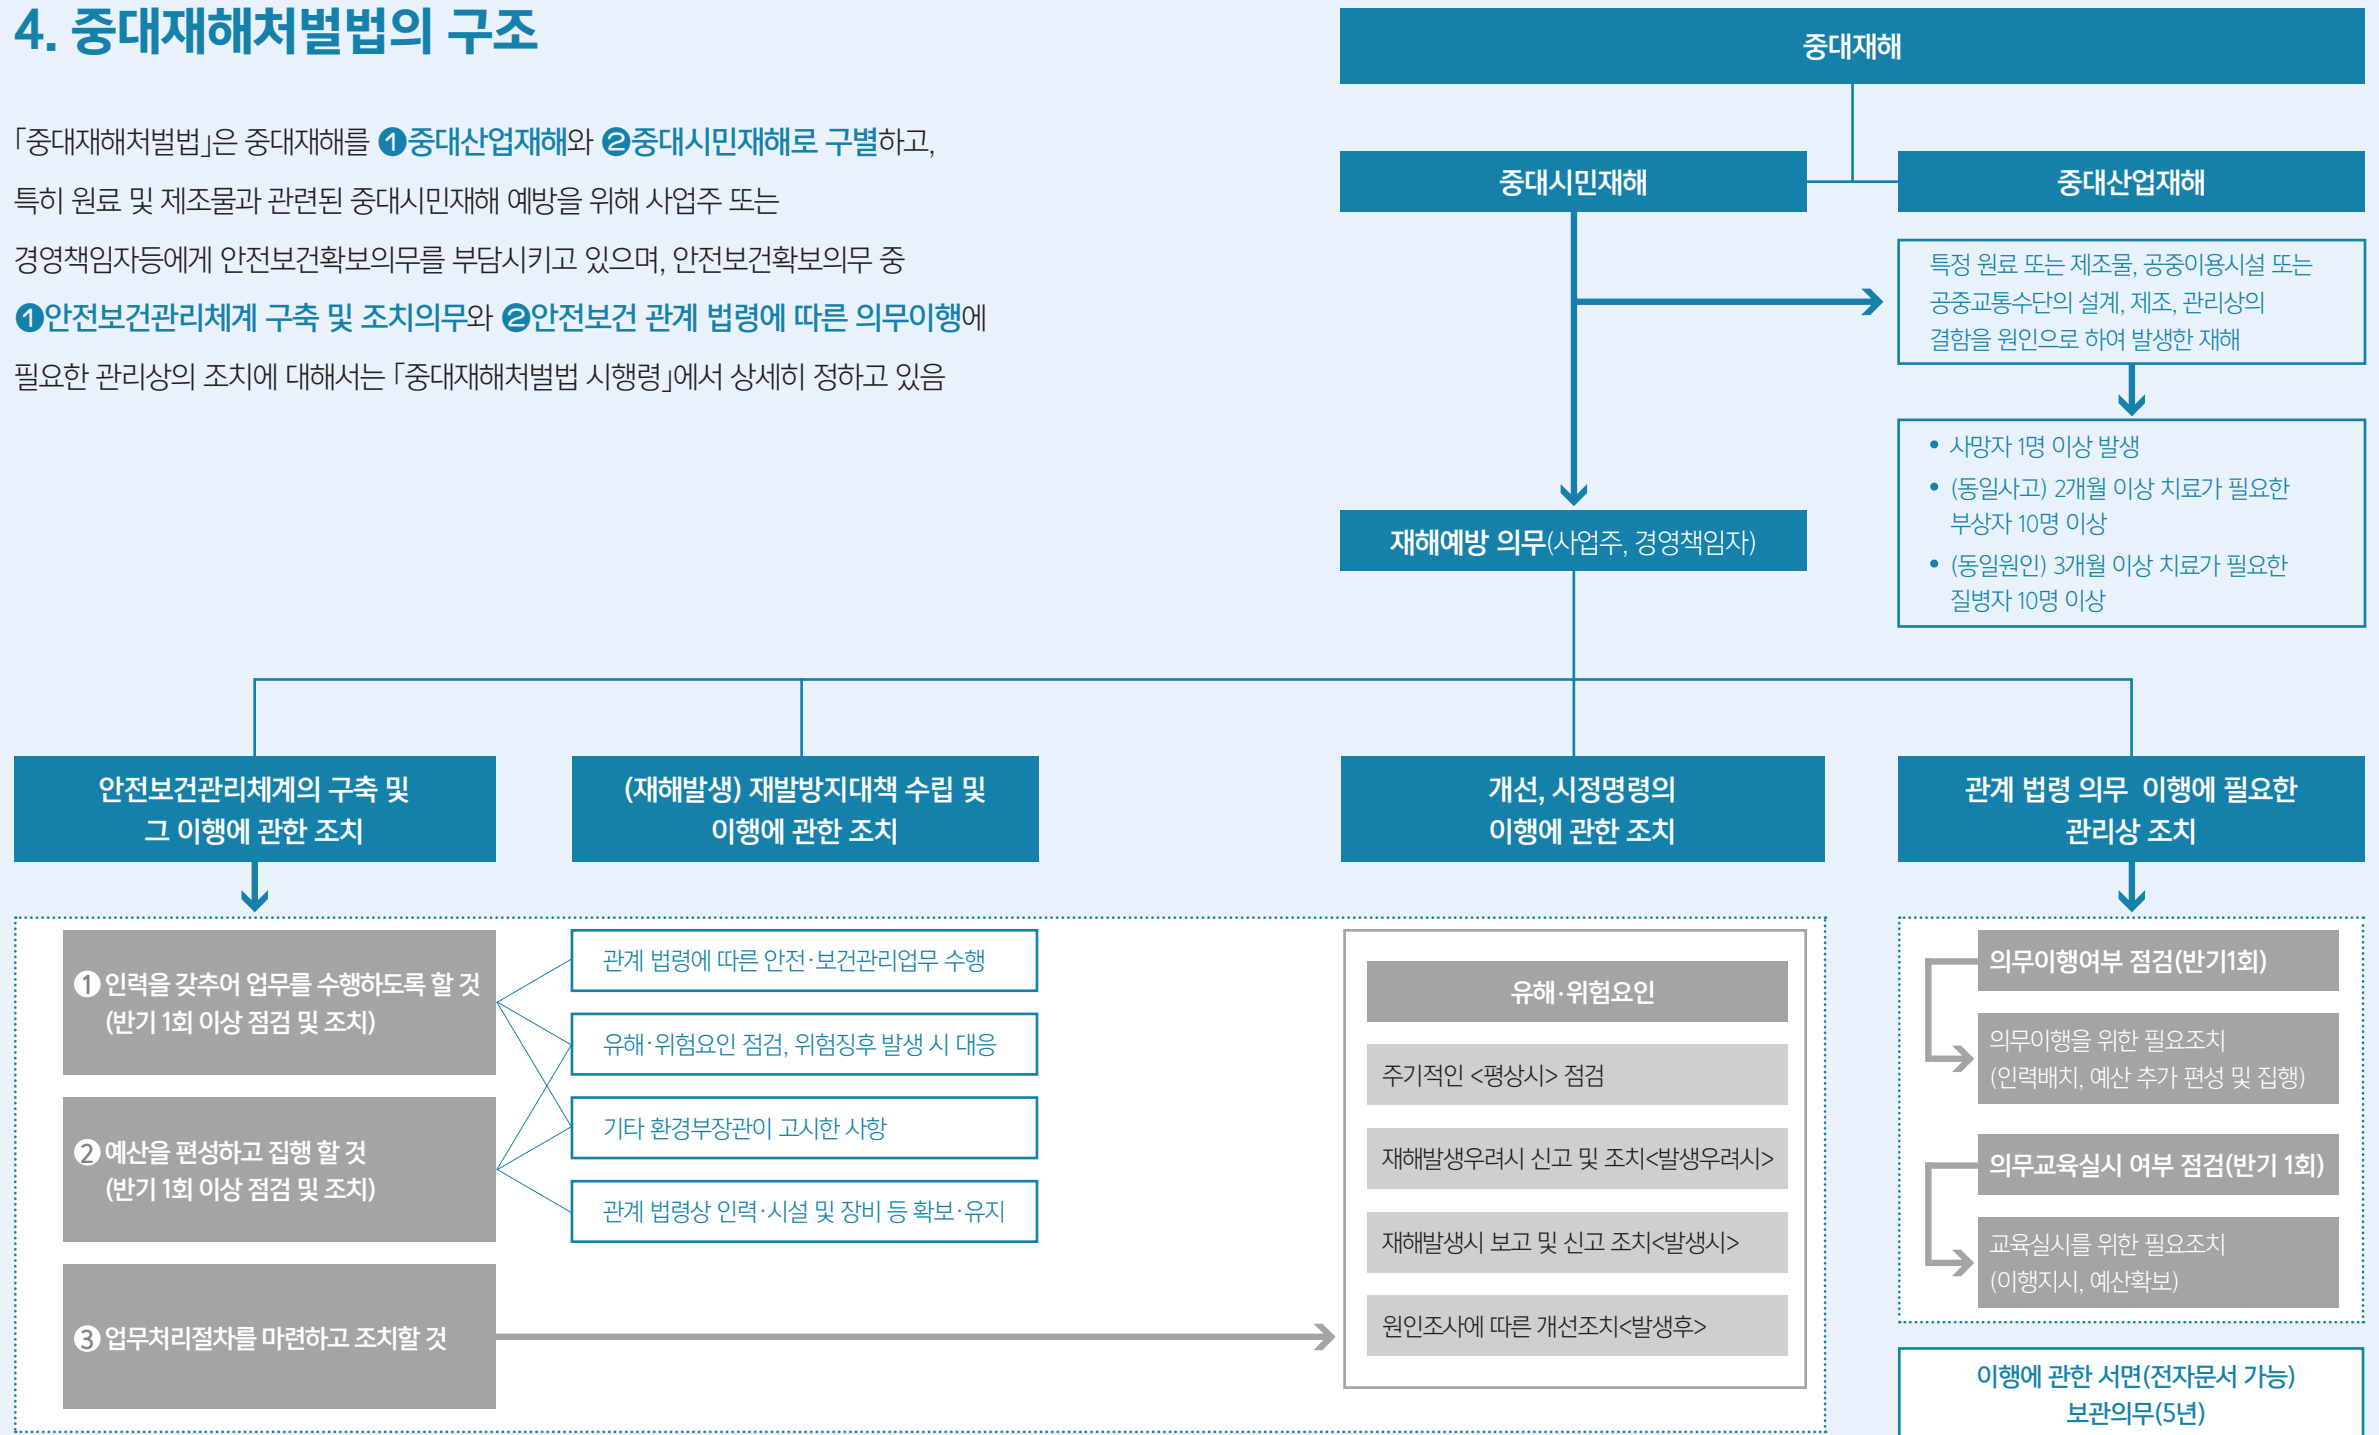 4. 중대재해처벌법의 구조
「중대재해처벌법」은 중대재해를 ❶중대산업재해와 ❷중대시민재해로 구별하고,
특히 원료 및 제조물과 관련된 중대시민재해 예방을 위해 사업주 또는
경영책임자등에게 안전보건확보의무를 부담시키고 있으며, 안전보건확보의무 중
❶안전보건관리체계 구축 및 조치의무와 ❷안전보건 관계 법령에 따른 의무이행에
필요한 관리상의 조치에 대해서는 「중대재해처벌법 시행령」에서 상세히 정하고 있음
중대재해
중대시민재해
중대산업재해
특정 원료 또는 제조물, 공중이용시설 또는
공중교통수단의 설계, 제조, 관리상의
결함을 원인으로 하여 발생한 재해
• 사망자 1명 이상 발생
• (동일사고) 2개월 이상 치료가 필요한
부상자 10명 이상
• (동일원인) 3개월 이상 치료가 필요한
질병자 10명 이상
재해예방 의무(사업주, 경영책임자)
안전보건관리체계의 구축 및
그 이행에 관한 조치
(재해발생) 재발방지대책 수립 및
이행에 관한 조치
개선, 시정명령의
이행에 관한 조치
관계 법령 의무 이행에 필요한
관리상 조치
❶ 인력을 갖추어 업무를 수행하도록 할 것
(반기 1회 이상 점검 및 조치)
❷ 예산을 편성하고 집행 할 것
(반기 1회 이상 점검 및 조치)
❸ 업무처리절차를 마련하고 조치할 것
관계 법령에 따른 안전·보건관리업무 수행
유해·위험요인 점검, 위험징후 발생 시 대응
기타 환경부장관이 고시한 사항
관계 법령상 인력·시설 및 장비 등 확보·유지
유해·위험요인
주기적인 <평상시> 점검
재해발생우려시 신고 및 조치<발생우려시>
재해발생시 보고 및 신고 조치<발생시>
원인조사에 따른 개선조치<발생후>
의무이행여부 점검(반기1회)
의무이행을 위한 필요조치
(인력배치, 예산 추가 편성 및 집행)
의무교육실시 여부 점검(반기 1회)
교육실시를 위한 필요조치
(이행지시, 예산확보)
이행에 관한 서면(전자문서 가능)
보관의무(5년)